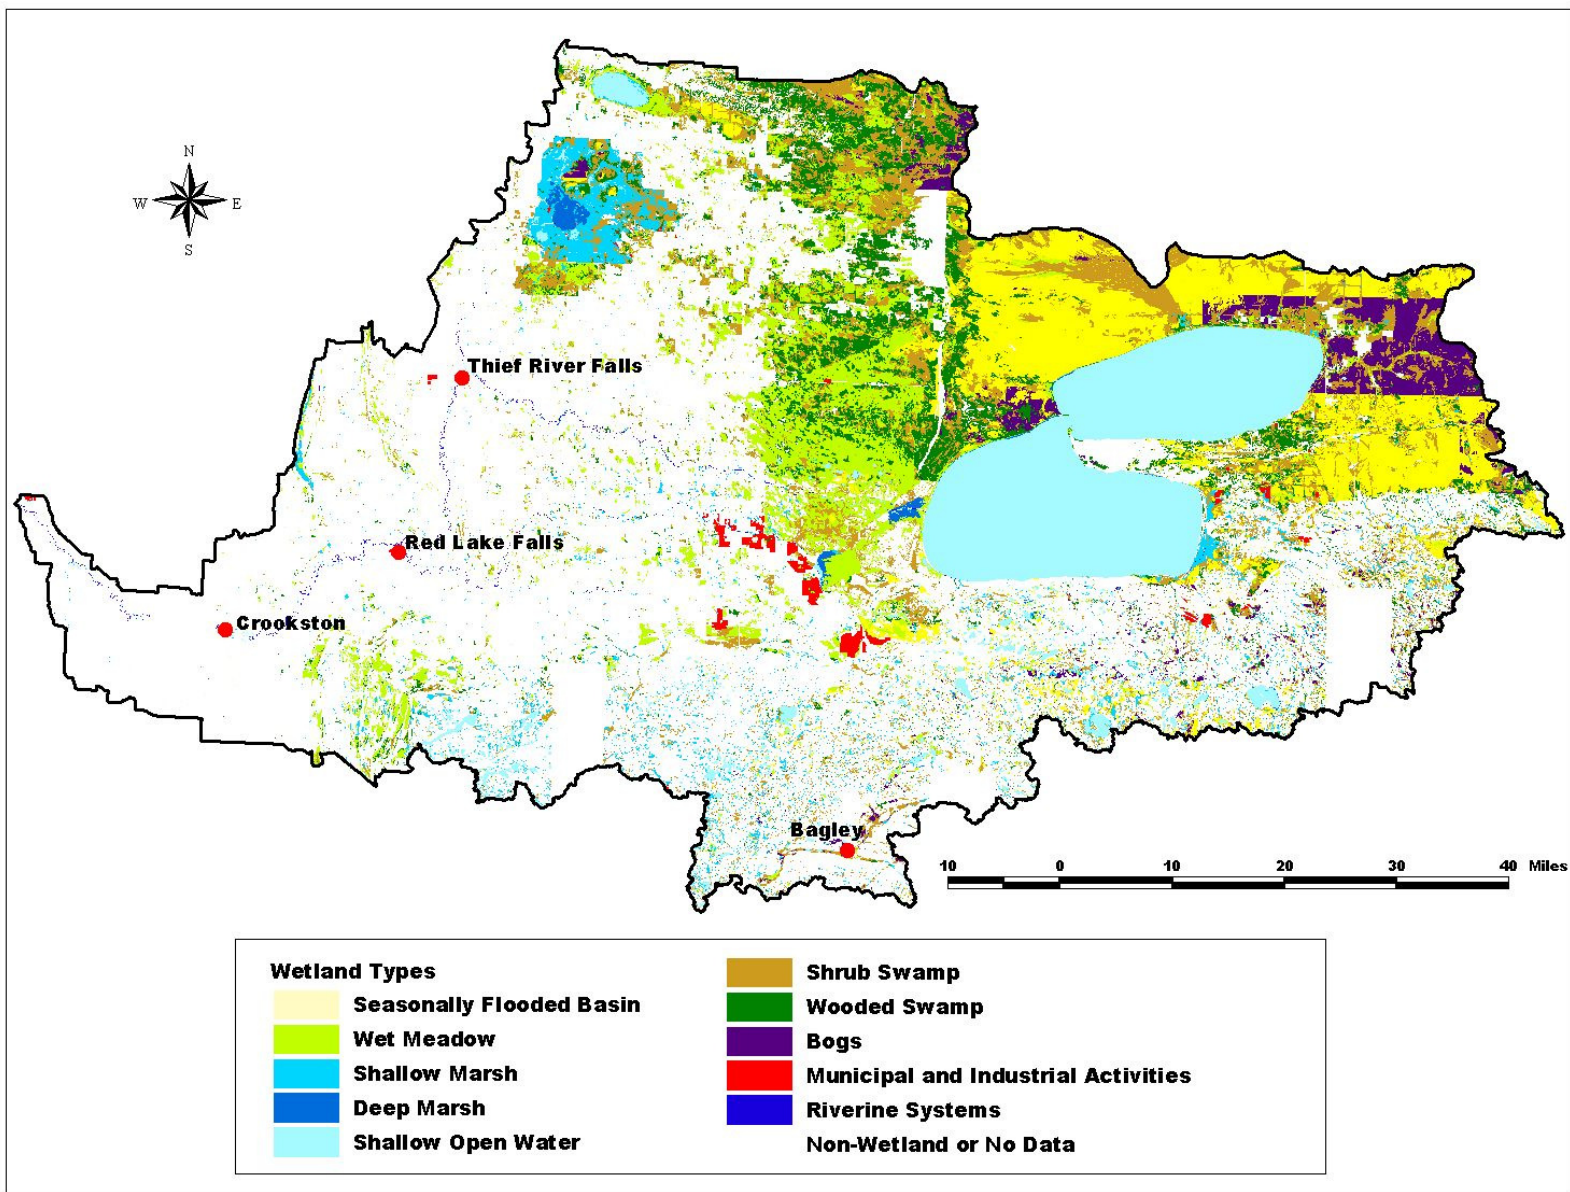 N
W E
S
Thief River Falls
Red Lake Falls
Crookston
Bagley
10 0 10 20 30 40 Miles
Wetland Types
Seasonally Flooded Basin
Wet Meadow
Shallow Marsh
Deep Marsh
Shallow Open Water
Shrub Swamp
Wooded Swamp
Bogs
Municipal and Industrial Activities
Riverine Systems
Non-Wetland or No Data